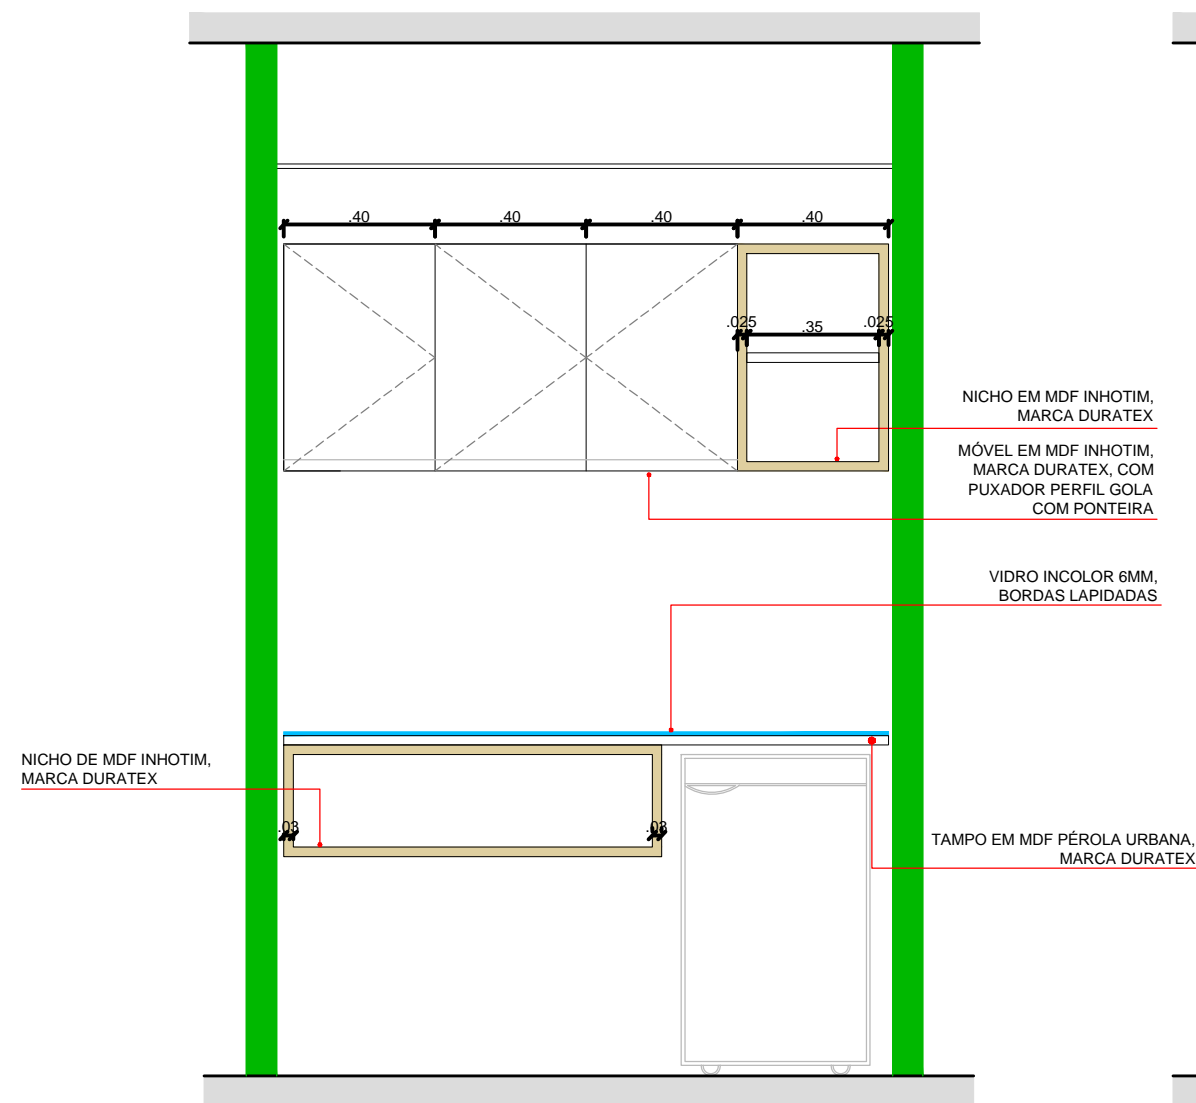 .40
.40
.40
.40
.025
.35
.025
NICHO EM MDF INHOTIM,
MARCA DURATEX
MÓVEL EM MDF INHOTIM,
MARCA DURATEX, COM
PUXADOR PERFIL GOLA
COM PONTEIRA
VIDRO INCOLOR 6MM,
BORDAS LAPIDADAS
NICHO DE MDF INHOTIM,
MARCA DURATEX
.03
.03
TAMPO EM MDF PÉROLA URBANA,
MARCA DURATEX